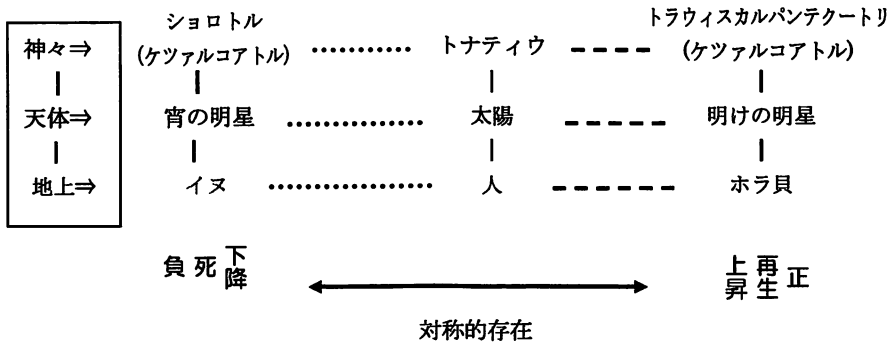 神々⇒ ショロトル (ケツァルコアトル) トナティウ トラウィスカルパンテクートリ (ケツァルコアトル)
天体⇒ 宵の明星 太陽 明けの明星
地上⇒ イヌ 人 ホラ貝
下降 死 負
正 再生 上昇
対称的存在